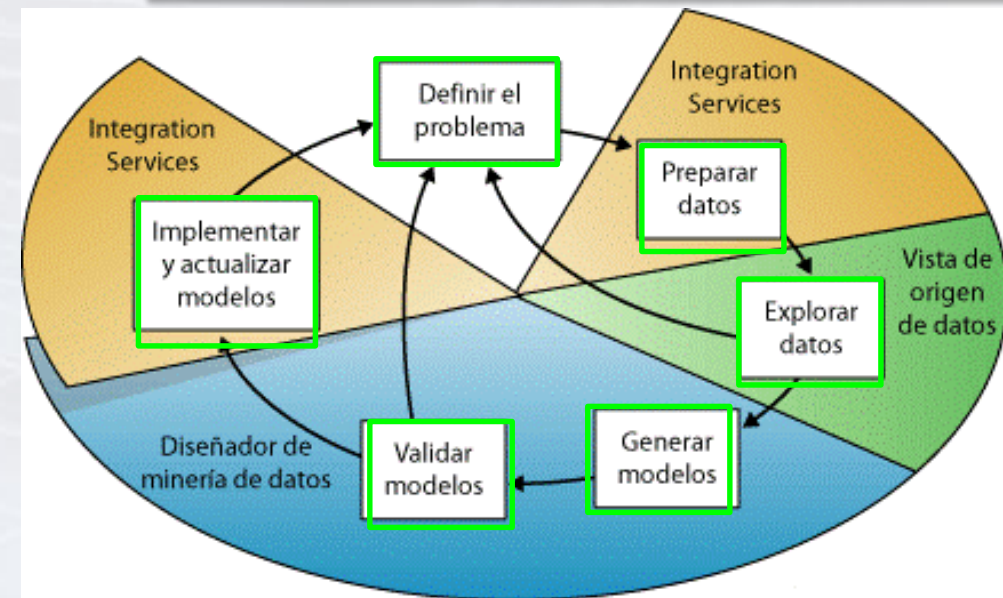 Definir el
problema
Integration
Services
Preparar
datos
Vista de
origen
de datos
Explorar
datos
Generar
modelos
Validar
modelos
Diseñador de
minería de datos
Implementar
y actualizar
modelos
Integration
Services